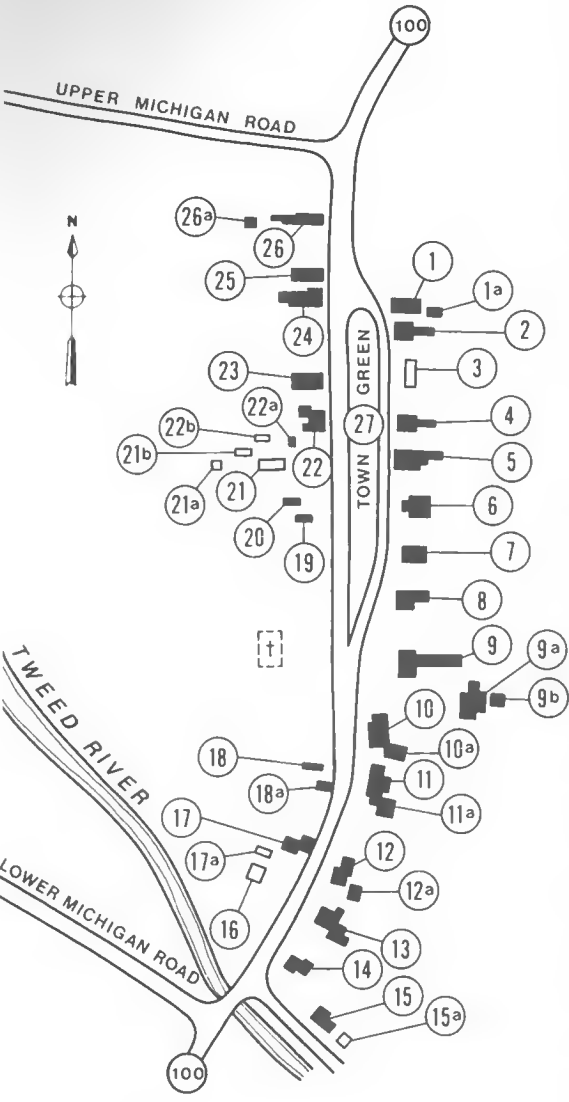 100
UPPER MICHIGAN ROAD
N
26a
26
25
24
1
1a
2
3
23
22a
22b
21b
21a
21
22
20
19
TOWN GREEN
27
4
5
6
7
8
9
9a
9b
10
10a
11
11a
†
TWEED RIVER
18
18a
17
17a
16
12
12a
13
14
15
15a
LOWER MICHIGAN ROAD
100